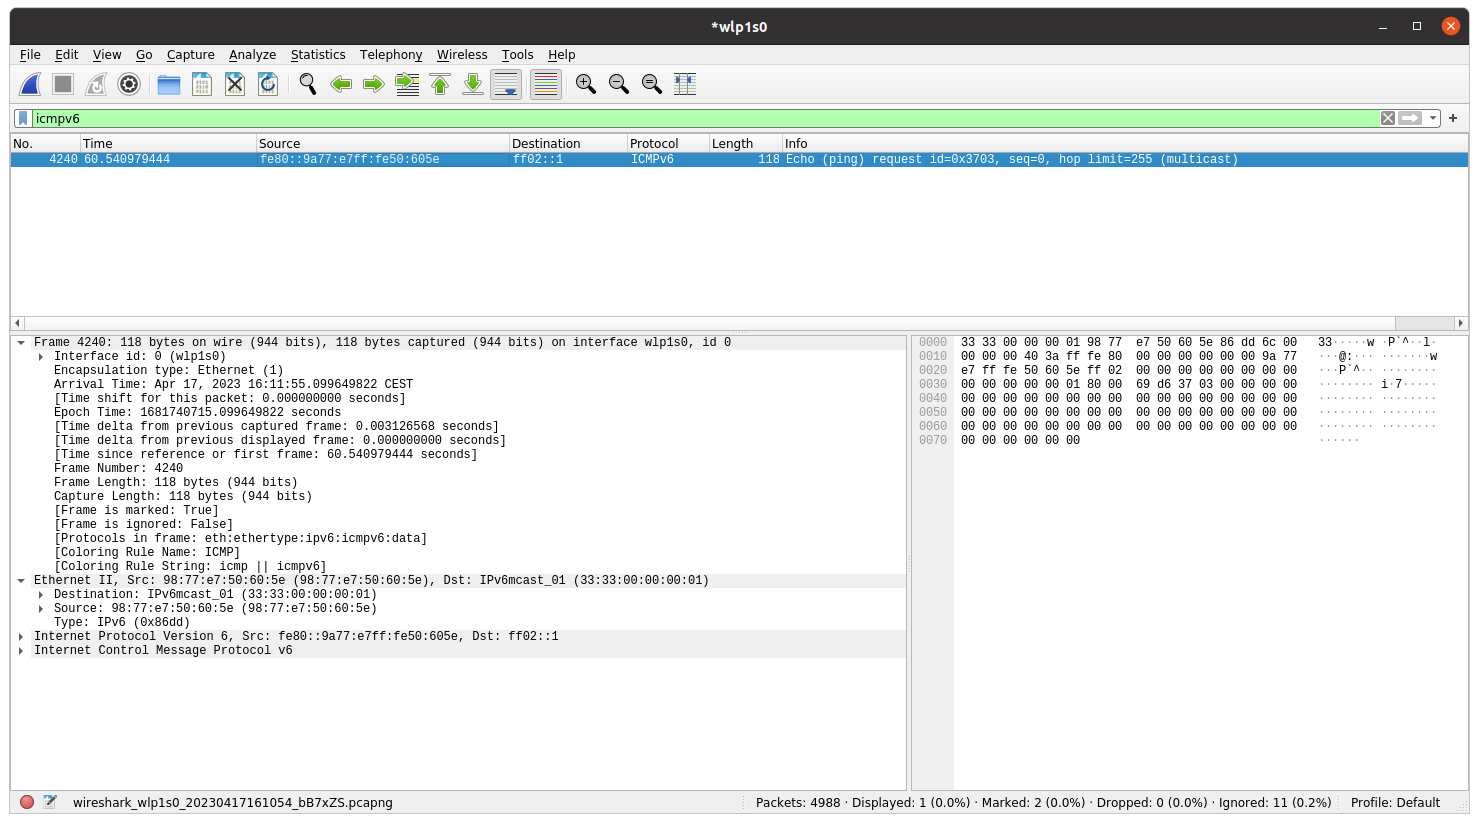 *wlp1s0
File Edit View Go Capture Analyze Statistics Telephony Wireless Tools Help
icmpv6
No. Time Source Destination Protocol Length Info
4240 60.540979444 fe80::9a77:e7ff:fe50:605e ff02::1 ICMPv6 118 Echo (ping) request id=0x3703, seq=0, hop limit=255 (multicast)
Frame 4240: 118 bytes on wire (944 bits), 118 bytes captured (944 bits) on interface wlp1s0, id 0
Interface id: 0 (wlp1s0)
Encapsulation type: Ethernet (1)
Arrival Time: Apr 17, 2023 16:11:55.099649822 CEST
[Time shift for this packet: 0.000000000 seconds]
Epoch Time: 1681740715.099649822 seconds
[Time delta from previous captured frame: 0.003126568 seconds]
[Time delta from previous displayed frame: 0.000000000 seconds]
[Time since reference or first frame: 60.540979444 seconds]
Frame Number: 4240
Frame Length: 118 bytes (944 bits)
Capture Length: 118 bytes (944 bits)
[Frame is marked: True]
[Frame is ignored: False]
[Protocols in frame: eth:ethertype:ipv6:icmpv6:data]
[Coloring Rule Name: ICMP]
[Coloring Rule String: icmp || icmpv6]
Ethernet II, Src: 98:77:e7:50:60:5e (98:77:e7:50:60:5e), Dst: IPv6mcast_01 (33:33:00:00:00:01)
Destination: IPv6mcast_01 (33:33:00:00:00:01)
Source: 98:77:e7:50:60:5e (98:77:e7:50:60:5e)
Type: IPv6 (0x86dd)
Internet Protocol Version 6, Src: fe80::9a77:e7ff:fe50:605e, Dst: ff02::1
Internet Control Message Protocol v6
0000 33 33 00 00 00 01 98 77 e7 50 60 5e 86 dd 6c 00 33·····w ·P`^··l·
0010 00 00 00 40 3a ff fe 80 00 00 00 00 00 00 9a 77 ···@:··· ·······w
0020 e7 ff fe 50 60 5e ff 02 00 00 00 00 00 00 00 00 ···P`^·· ········
0030 00 00 00 00 00 01 80 00 69 d6 37 03 00 00 00 00 ········ i·7·····
0040 00 00 00 00 00 00 00 00 00 00 00 00 00 00 00 00 ········ ········
0050 00 00 00 00 00 00 00 00 00 00 00 00 00 00 00 00 ········ ········
0060 00 00 00 00 00 00 00 00 00 00 00 00 00 00 00 00 ········ ········
0070 00 00 00 00 00 00 ······
wireshark_wlp1s0_20230417161054_bB7xZS.pcapng
Packets: 4988 · Displayed: 1 (0.0%) · Marked: 2 (0.0%) · Dropped: 0 (0.0%) · Ignored: 11 (0.2%) Profile: Default